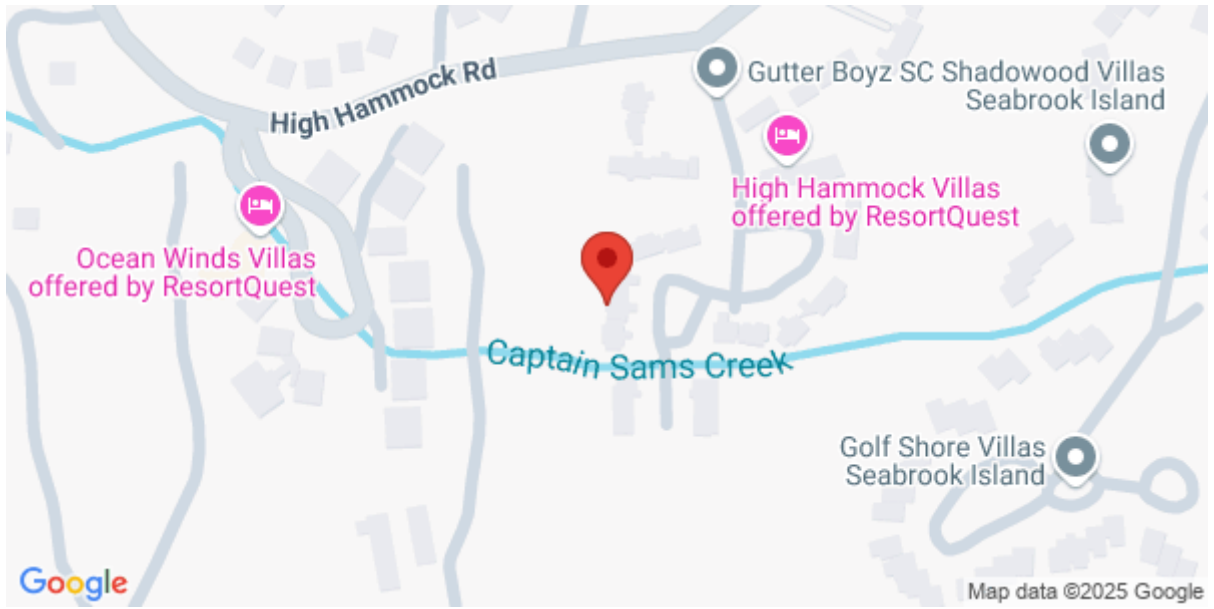 High Hammock Rd
Gutter Boyz SC Shadowood Villas
Seabrook Island
High Hammock Villas
offered by ResortQuest
Ocean Winds Villas
offered by ResortQuest
Captain Sams Creek
Golf Shore Villas
Seabrook Island
Google
Map data ©2025 Google